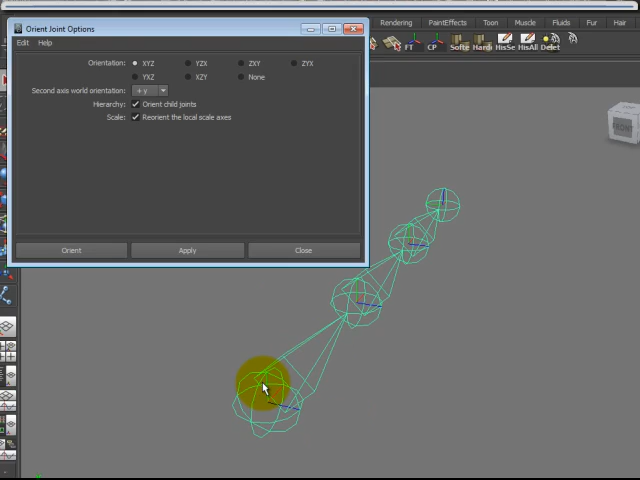 Orient Joint Options
Edit Help
Rendering PaintEffects Toon Muscle Fluids Fur Hair
FT CP Softe Hardi HisSe HisAll Delet
Orientation: XYZ YZX ZXY ZYX
YXZ XZY None
Second axis world orientation: + y
Hierarchy: Orient child joints
Scale: Reorient the local scale axes
FRONT
Orient Apply Close